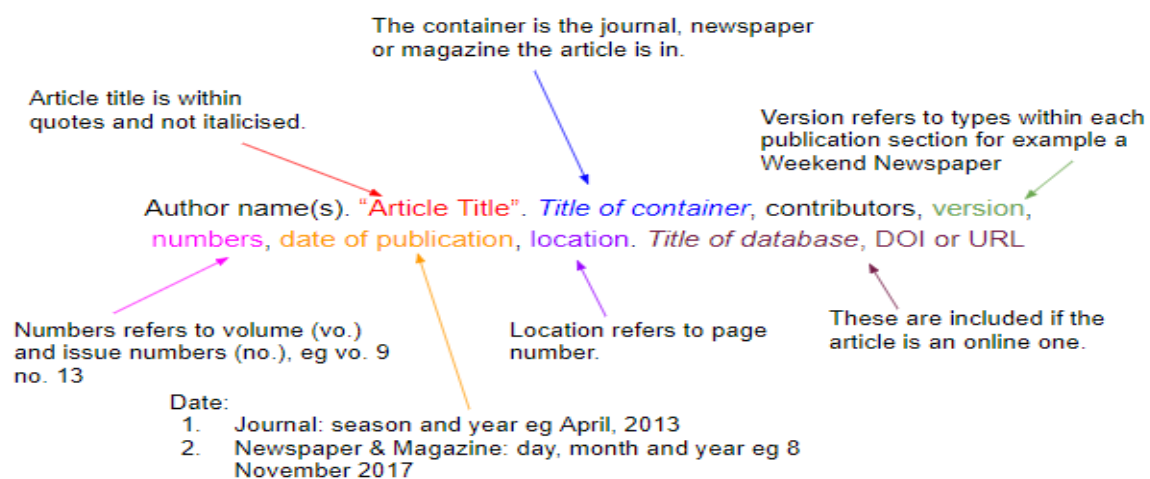 The container is the journal, newspaper
or magazine the article is in.
Article title is within
quotes and not italicised.
Version refers to types within each
publication section for example a
Weekend Newspaper
Author name(s). “Article Title”. Title of container, contributors, version,
numbers, date of publication, location. Title of database, DOI or URL
Numbers refers to volume (vo.)
and issue numbers (no.), eg vo. 9
no. 13
Location refers to page
number.
These are included if the
article is an online one.
Date:
1. Journal: season and year eg April, 2013
2. Newspaper & Magazine: day, month and year eg 8
November 2017